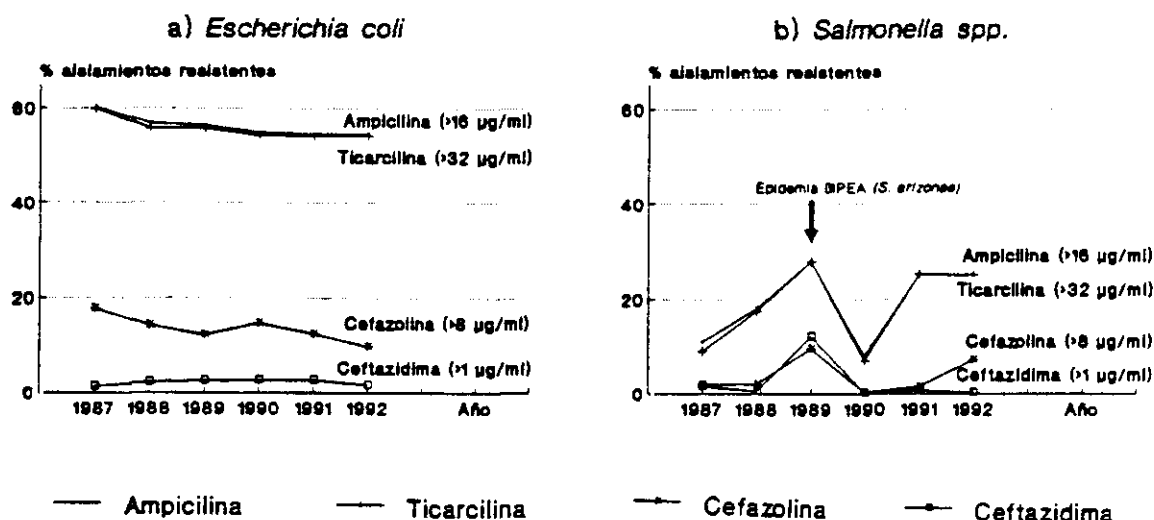 a) Escherichia coli
% aislamientos resistentes
60
40
20
0
Ampicilina (>16 µg/ml)
Ticarcilina (>32 µg/ml)
Cefazolina (>8 µg/ml)
Ceftazidima (>1 µg/ml)
1987 1988 1989 1990 1991 1992 Año
b) Salmonella spp.
% aislamientos resistentes
60
40
20
0
Epidemia BIPEA (S. arizonae)
Ampicilina (>16 µg/ml)
Ticarcilina (>32 µg/ml)
Cefazolina (>8 µg/ml)
Ceftazidima (>1 µg/ml)
1987 1988 1989 1990 1991 1992 Año
Ampicilina Ticarcilina Cefazolina Ceftazidima